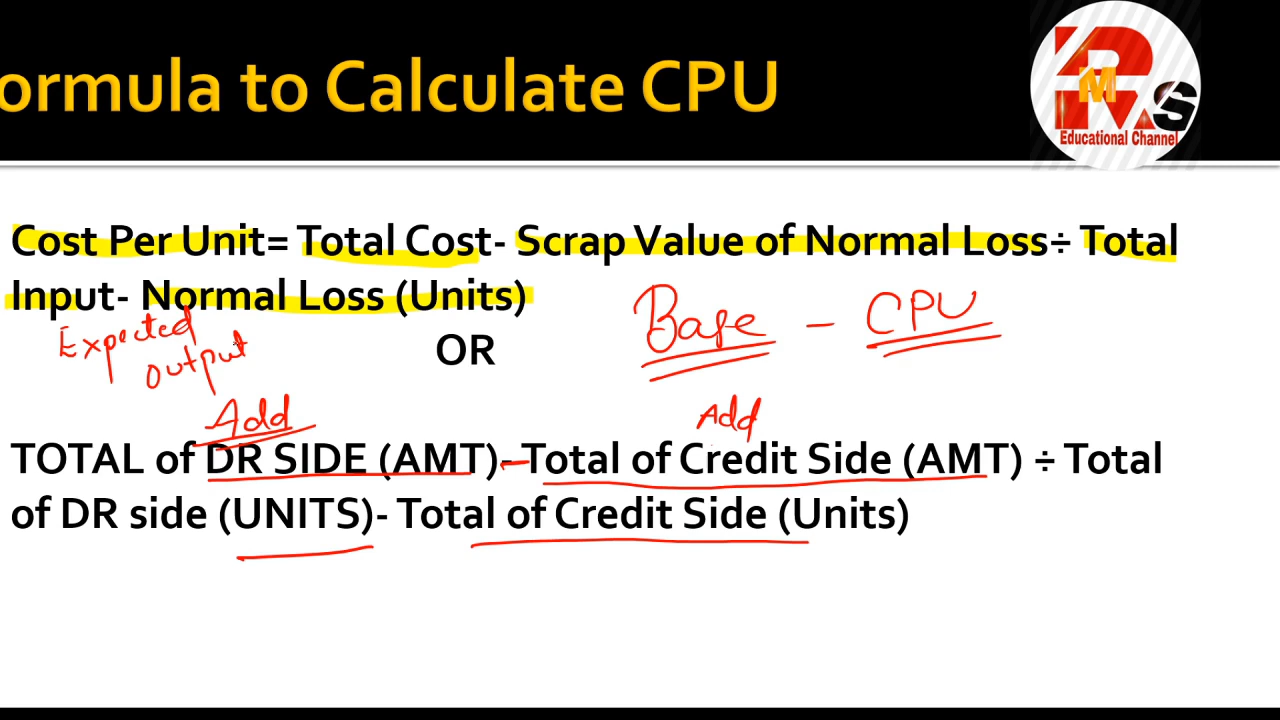 ormula to Calculate CPU
RMS
Educational Channel
Cost Per Unit= Total Cost- Scrap Value of Normal Loss÷ Total
Input- Normal Loss (Units)
Expected
output
OR
Base - CPU
Add
Add
TOTAL of DR SIDE (AMT)- Total of Credit Side (AMT) ÷ Total
of DR side (UNITS)- Total of Credit Side (Units)